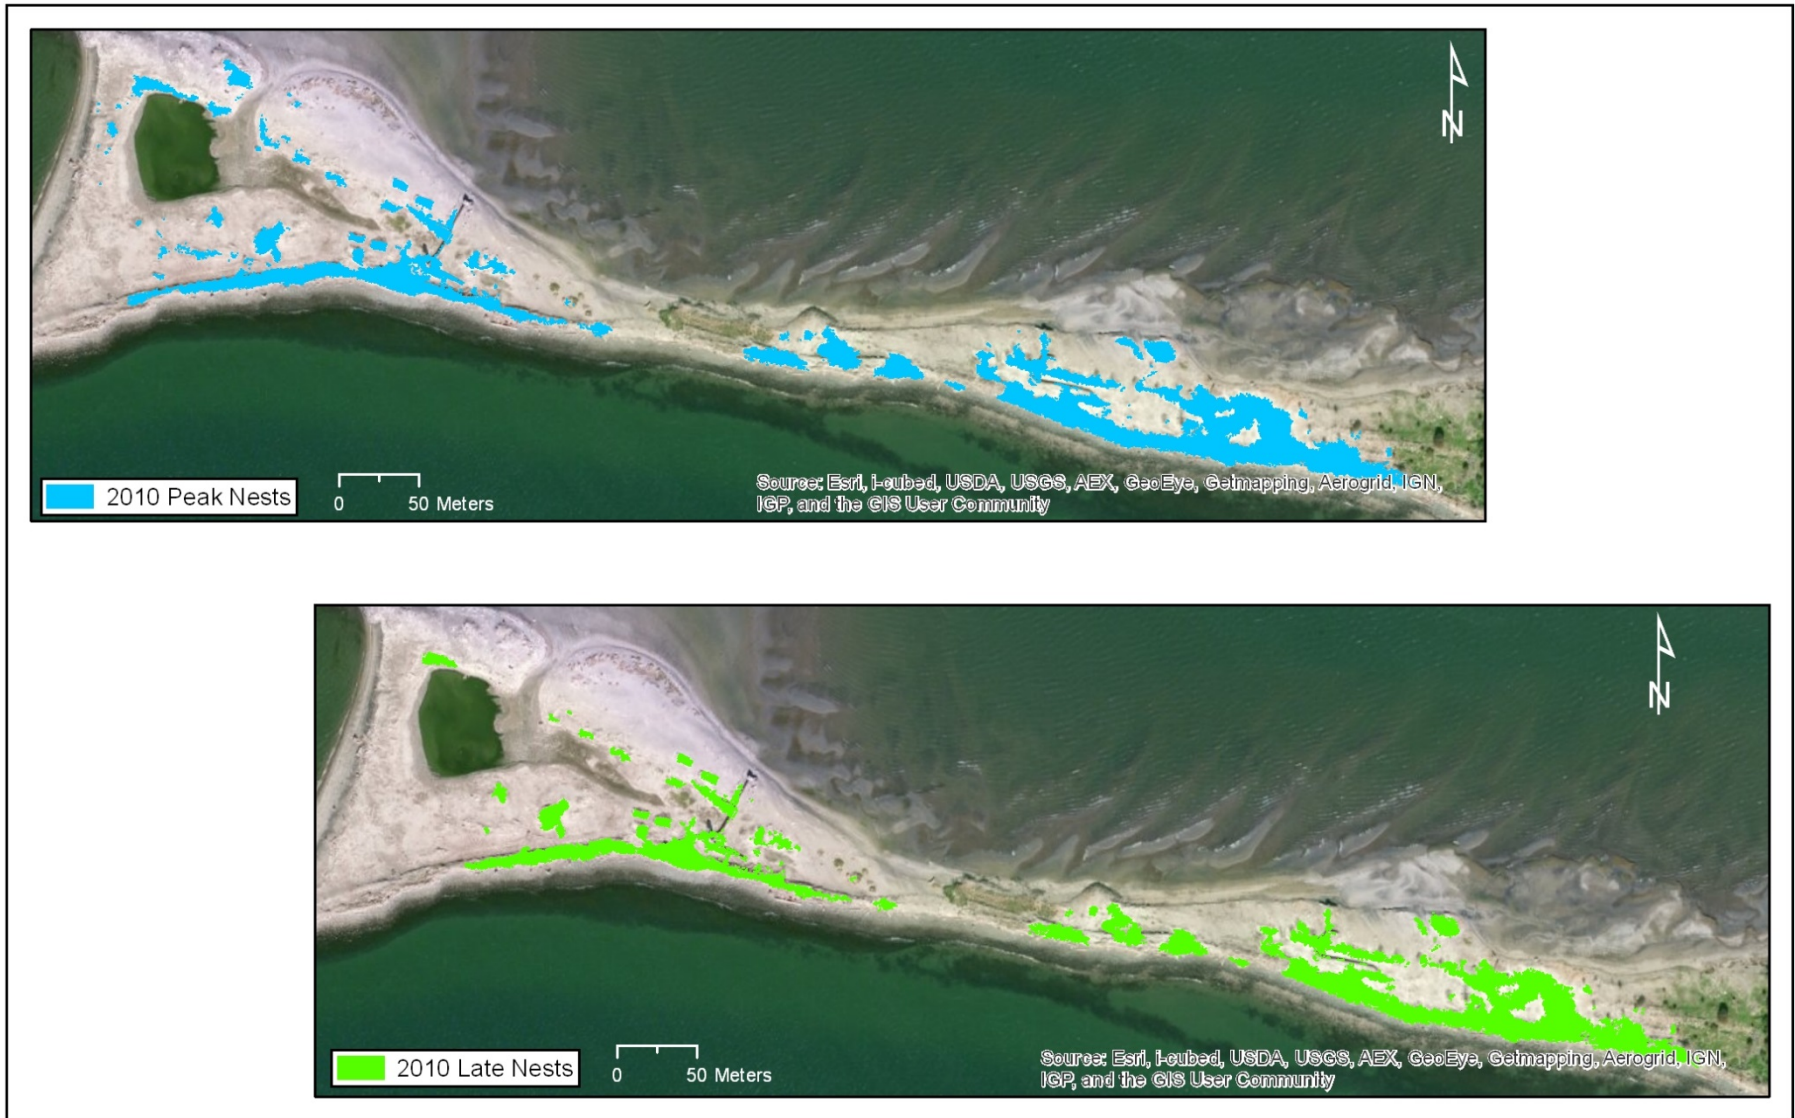 N
2010 Peak Nests
0 50 Meters
Source: Esri, i-cubed, USDA, USGS, AEX, GeoEye, Getmapping, Aerogrid, IGN,
IGP, and the GIS User Community
N
2010 Late Nests
0 50 Meters
Source: Esri, i-cubed, USDA, USGS, AEX, GeoEye, Getmapping, Aerogrid, IGN,
IGP, and the GIS User Community